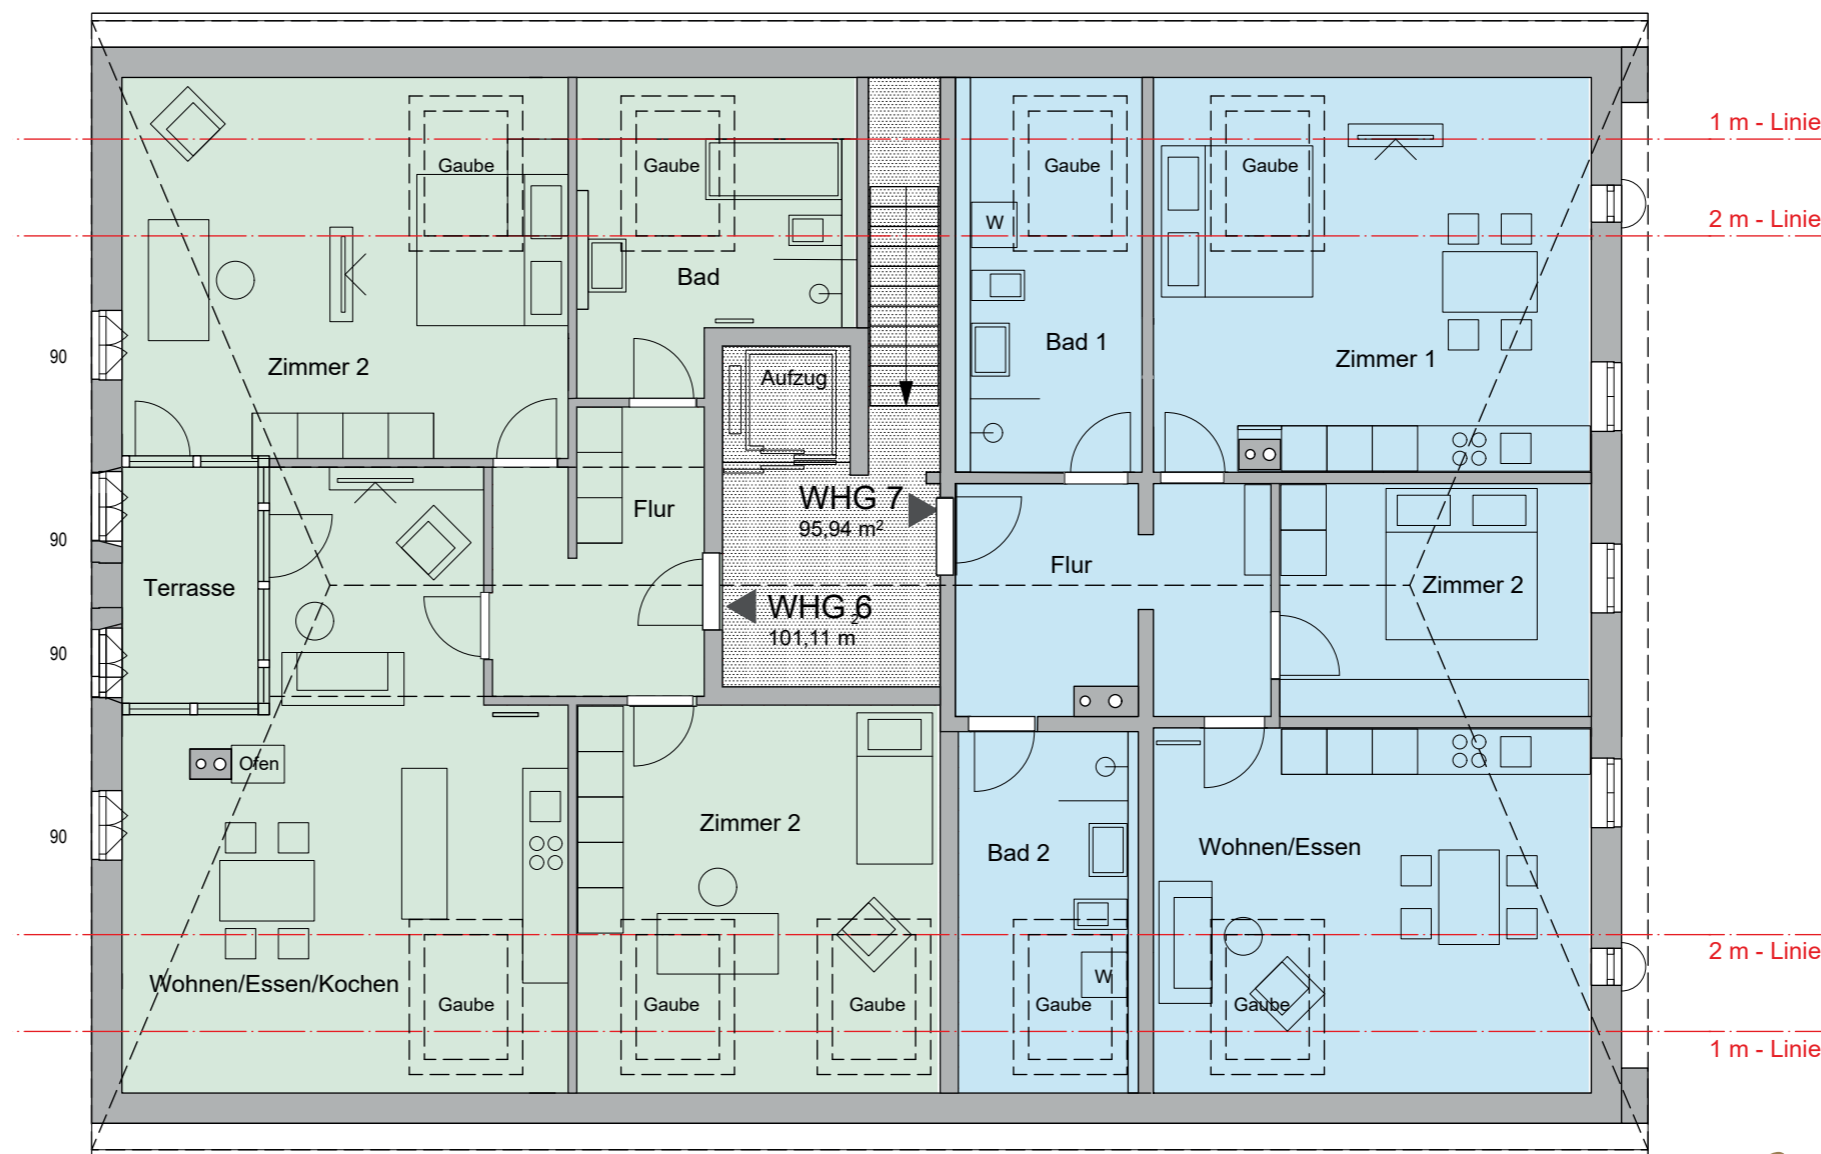 1 m - Linie
Gaube
Gaube
Gaube
Gaube
2 m - Linie
W
Bad
Bad 1
90
Zimmer 2
Aufzug
Zimmer 1
WHG 7
95,94 m²
Flur
90
Terrasse
Flur
Zimmer 2
WHG 6
101,11 m²
90
Ofen
90
Zimmer 2
Bad 2
Wohnen/Essen
2 m - Linie
Wohnen/Essen/Kochen
W
Gaube
Gaube
Gaube
Gaube
Gaube
1 m - Linie